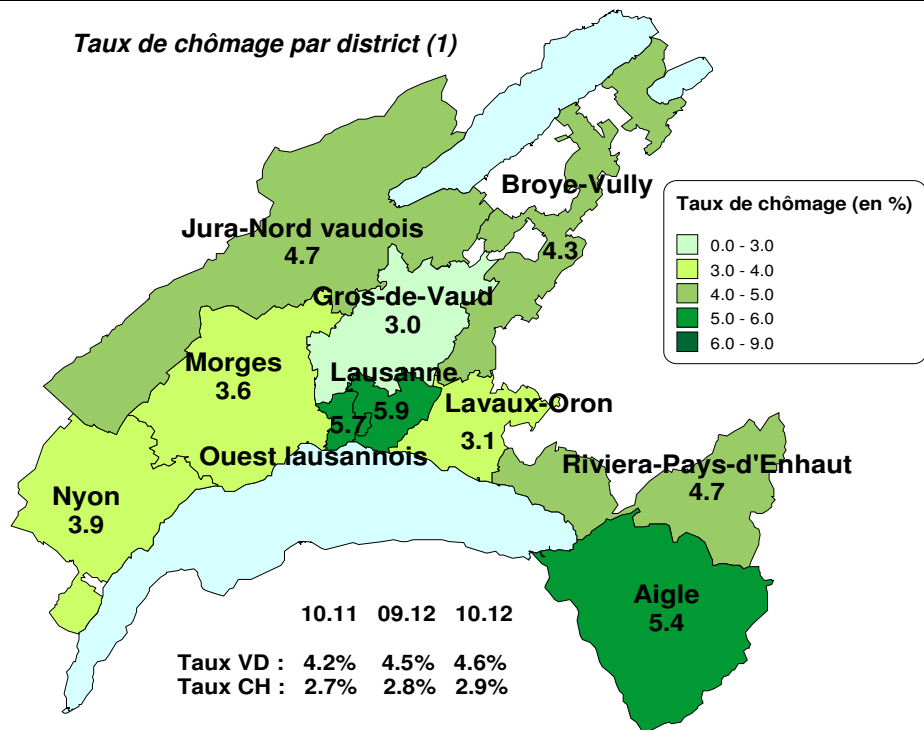 Taux de chômage par district (1)
Broye-Vully
4.3
Taux de chômage (en %)
0.0 - 3.0
3.0 - 4.0
4.0 - 5.0
5.0 - 6.0
6.0 - 9.0
Jura-Nord vaudois
4.7
Gros-de-Vaud
3.0
Morges
3.6
Lausanne
5.9
5.7
Lavaux-Oron
3.1
Ouest lausannois
Riviera-Pays-d'Enhaut
4.7
Nyon
3.9
Aigle
5.4
10.11 09.12 10.12
Taux VD : 4.2% 4.5% 4.6%
Taux CH : 2.7% 2.8% 2.9%